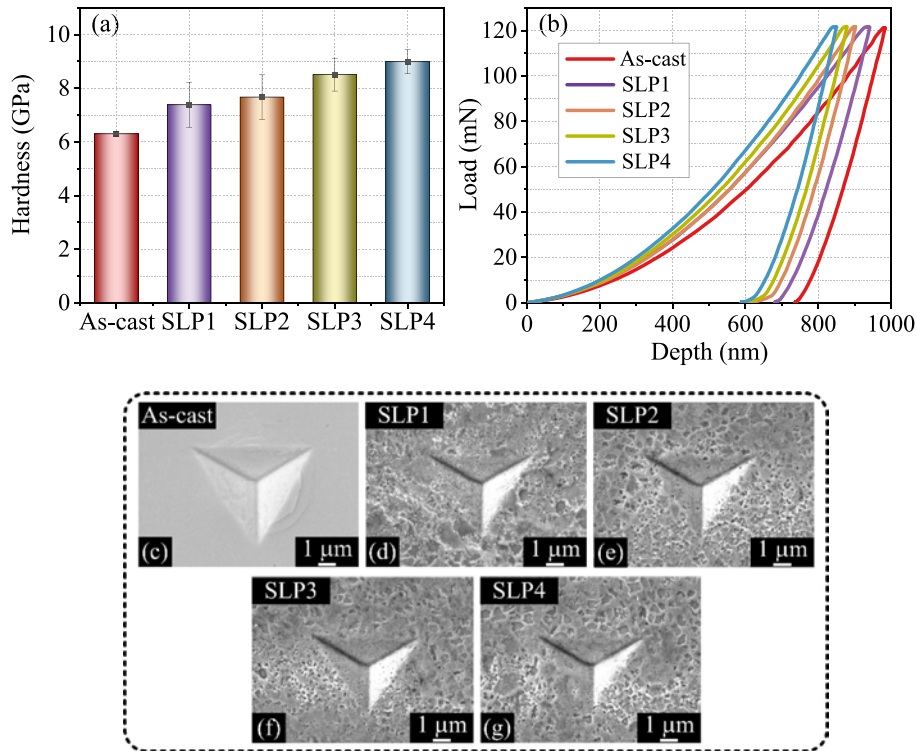 (a)
Hardness (GPa)
10
8
6
4
2
0
As-cast SLP1 SLP2 SLP3 SLP4
(b)
Load (mN)
120
100
80
60
40
20
0
As-cast
SLP1
SLP2
SLP3
SLP4
0 200 400 600 800 1000
Depth (nm)
As-cast
(c)
1 μm
SLP1
(d)
1 μm
SLP2
(e)
1 μm
SLP3
(f)
1 μm
SLP4
(g)
1 μm